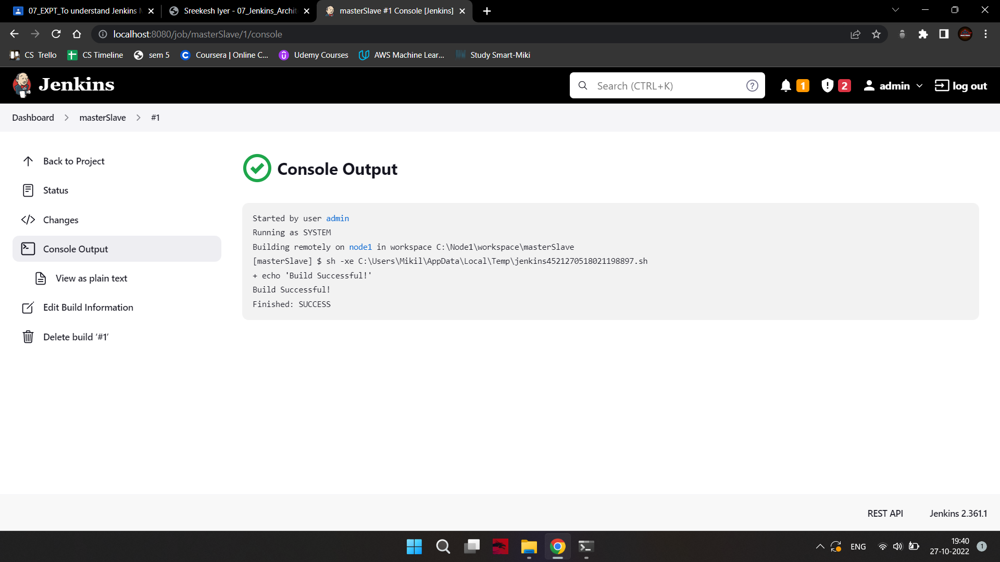 07_EXPT_To understand Jenkins
Sreekesh Iyer - 07_Jenkins_Archit
masterSlave #1 Console [Jenkins]
localhost:8080/job/masterSlave/1/console
CS Trello
CS Timeline
sem 5
Coursera | Online C...
Udemy Courses
AWS Machine Lear...
Study Smart-Miki
Jenkins
Search (CTRL+K)
1
2
admin
log out
Dashboard
masterSlave
#1
Back to Project
Status
Changes
Console Output
View as plain text
Edit Build Information
Delete build ‘#1’
Console Output
Started by user admin
Running as SYSTEM
Building remotely on node1 in workspace C:\Node1\workspace\masterSlave
[masterSlave] $ sh -xe C:\Users\Mikil\AppData\Local\Temp\jenkins4521270518021198897.sh
+ echo 'Build Successful!'
Build Successful!
Finished: SUCCESS
REST API
Jenkins 2.361.1
ENG
19:40
27-10-2022
1